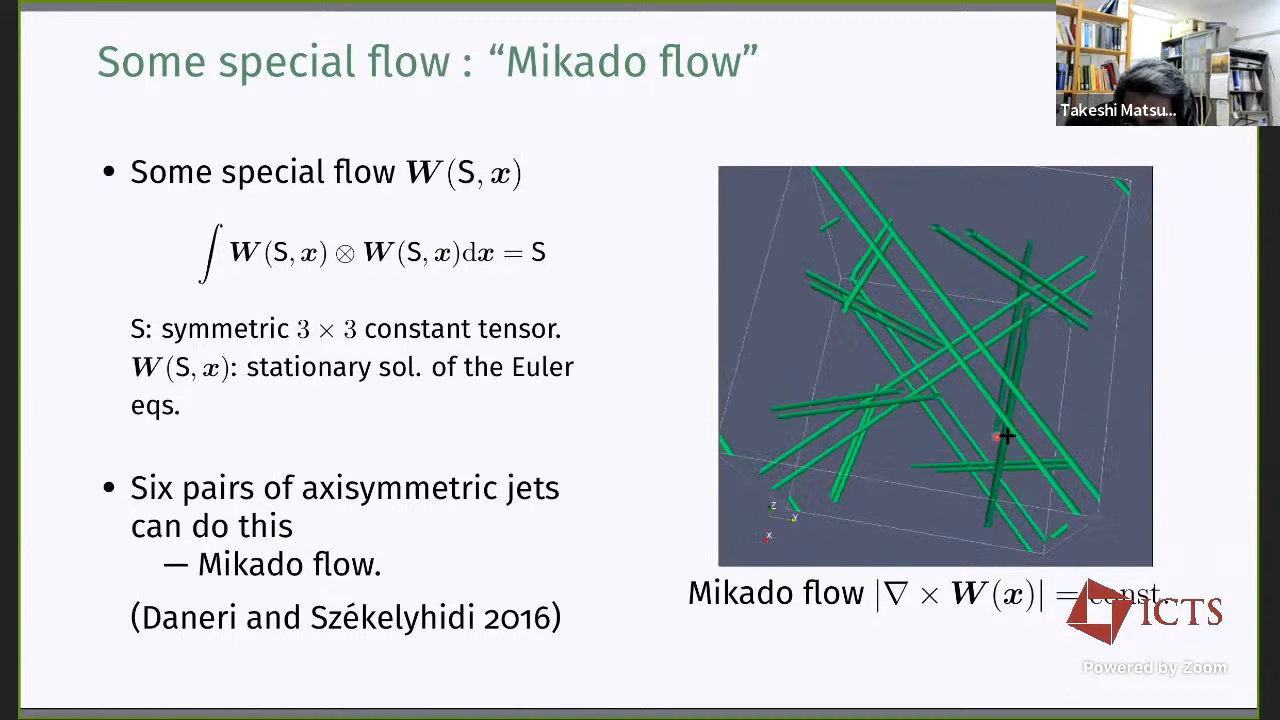 Some special flow : “Mikado flow”
Takeshi Matsu...
• Some special flow W(S, x)
∫ W(S, x) ⊗ W(S, x)dx = S
S: symmetric 3 × 3 constant tensor.
W(S, x): stationary sol. of the Euler
eqs.
• Six pairs of axisymmetric jets
can do this
— Mikado flow.
(Daneri and Székelyhidi 2016)
Z
Y
X
Mikado flow |∇ × W(x)| = const.
ICTS
Powered by Zoom